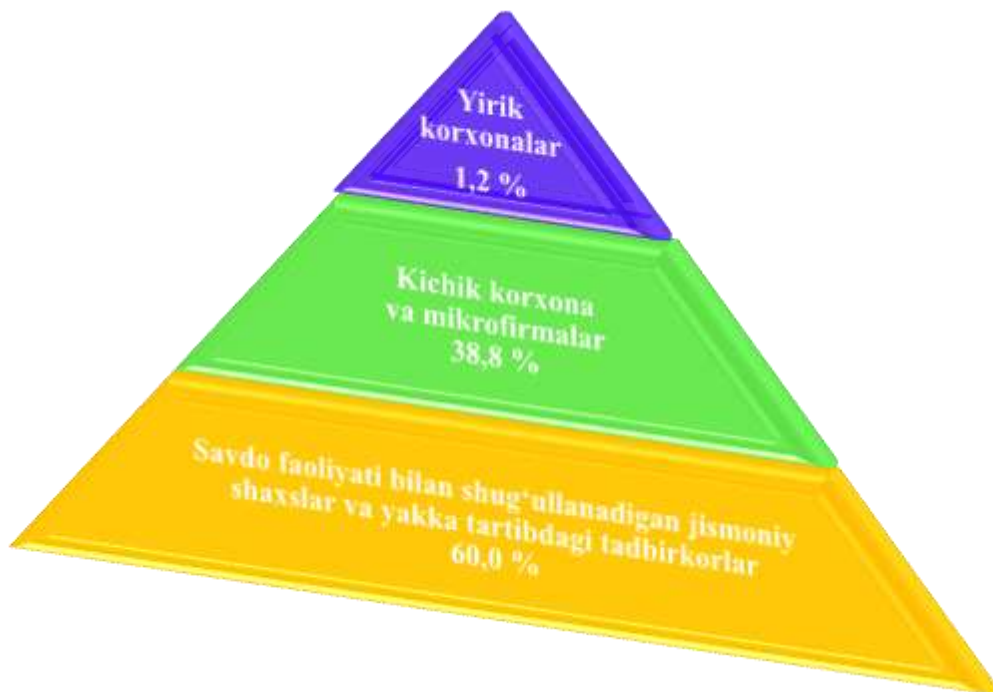 Yirik
korxonalar
1,2 %
Kichik korxona
va mikrofirmalar
38,8 %
Savdo faoliyati bilan shug‘ullanadigan jismoniy
shaxslar va yakka tartibdagi tadbirkorlar
60,0 %